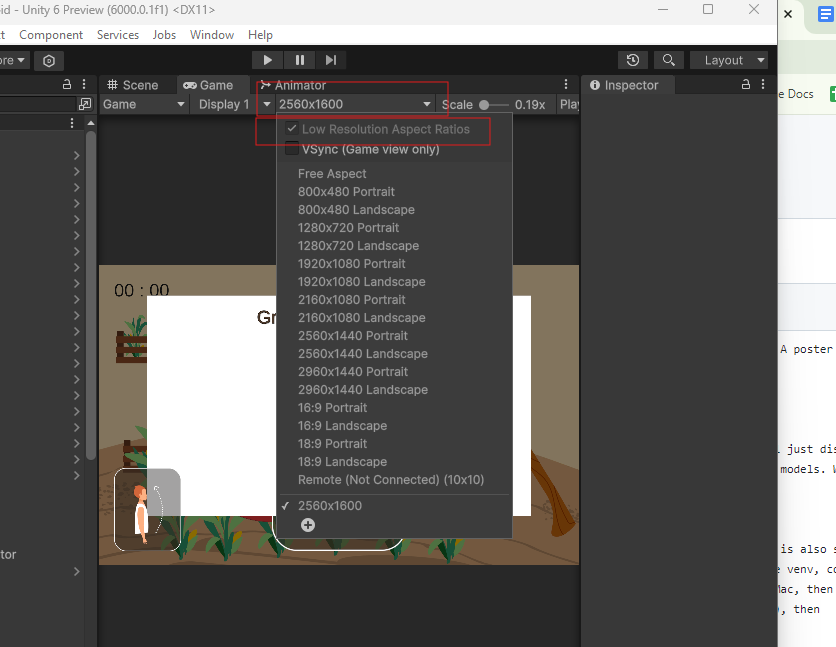 id - Unity 6 Preview (6000.0.1f1) <DX11>
t Component Services Jobs Window Help
ore Layout
Scene Game Animator Inspector
Game Display 1 2560x1600 Scale 0.19x Play
e Docs
Low Resolution Aspect Ratios
VSync (Game view only)
Free Aspect
800x480 Portrait
800x480 Landscape
1280x720 Portrait
1280x720 Landscape
1920x1080 Portrait
1920x1080 Landscape
2160x1080 Portrait
2160x1080 Landscape
2560x1440 Portrait
2560x1440 Landscape
2960x1440 Portrait
2960x1440 Landscape
16:9 Portrait
16:9 Landscape
18:9 Portrait
18:9 Landscape
Remote (Not Connected) (10x10)
2560x1600
00 : 00
Gr
tor
A poster
just dis
models. W
is also s
e venv, co
Mac, then
, then